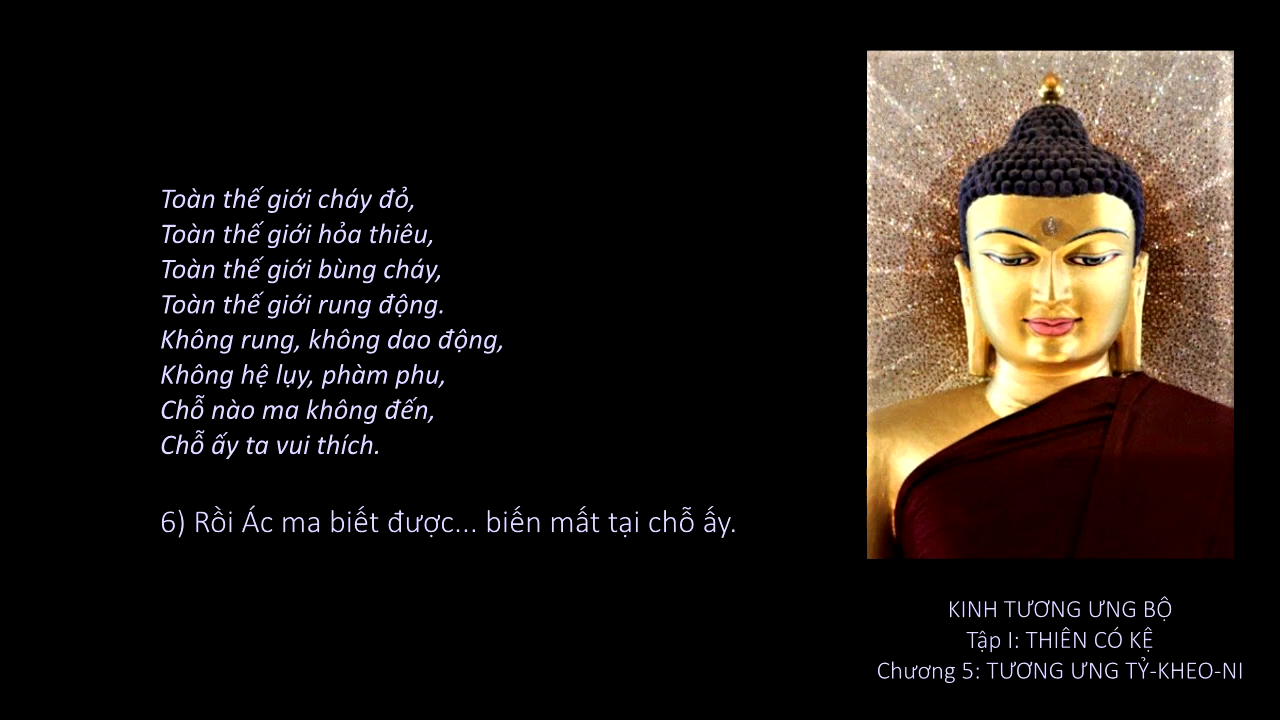 Toàn thế giới cháy đỏ,
Toàn thế giới hỏa thiêu,
Toàn thế giới bùng cháy,
Toàn thế giới rung động.
Không rung, không dao động,
Không hệ lụy, phàm phu,
Chỗ nào ma không đến,
Chỗ ấy ta vui thích.
6) Rồi Ác ma biết được... biến mất tại chỗ ấy.
KINH TƯƠNG ƯNG BỘ
Tập I: THIÊN CÓ KỆ
Chương 5: TƯƠNG ƯNG TỶ-KHEO-NI